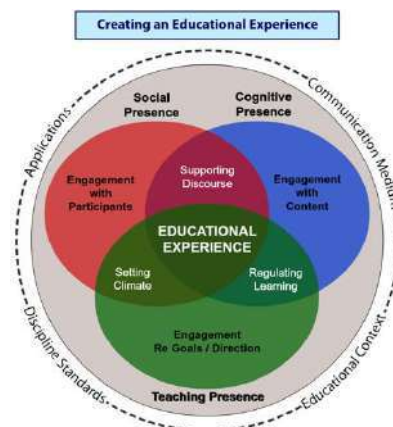 Creating an Educational Experience
Applications
Communication Medium
Social
Presence
Cognitive
Presence
Supporting
Discourse
Engagement
with
Participants
Engagement
with
Content
EDUCATIONAL
EXPERIENCE
Setting
Climate
Regulating
Learning
Engagement
Re Goals / Direction
Teaching Presence
Discipline Standards
Educational Context